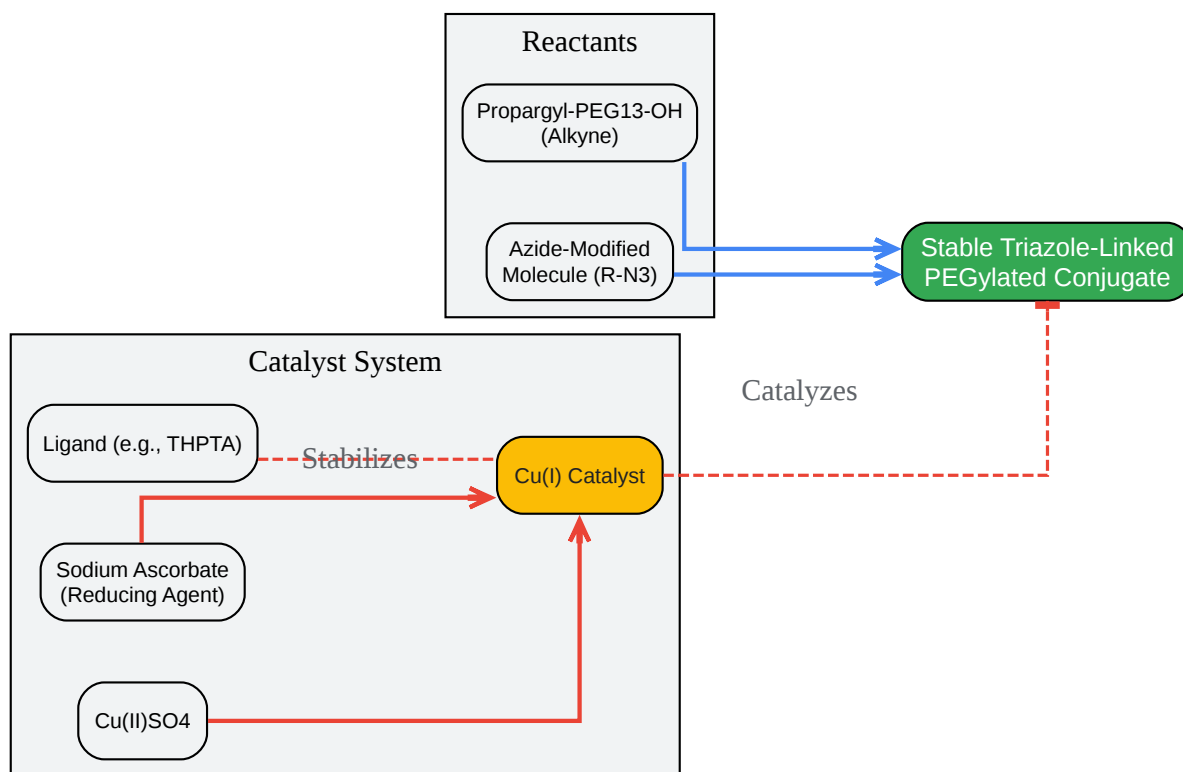 Reactants
Propargyl-PEG13-OH
(Alkyne)
Azide-Modified
Molecule (R-N3)
Stable Triazole-Linked
PEGylated Conjugate
Catalyst System
Catalyzes
Ligand (e.g., THPTA)
Stabilizes
Cu(I) Catalyst
Sodium Ascorbate
(Reducing Agent)
Cu(II)SO4